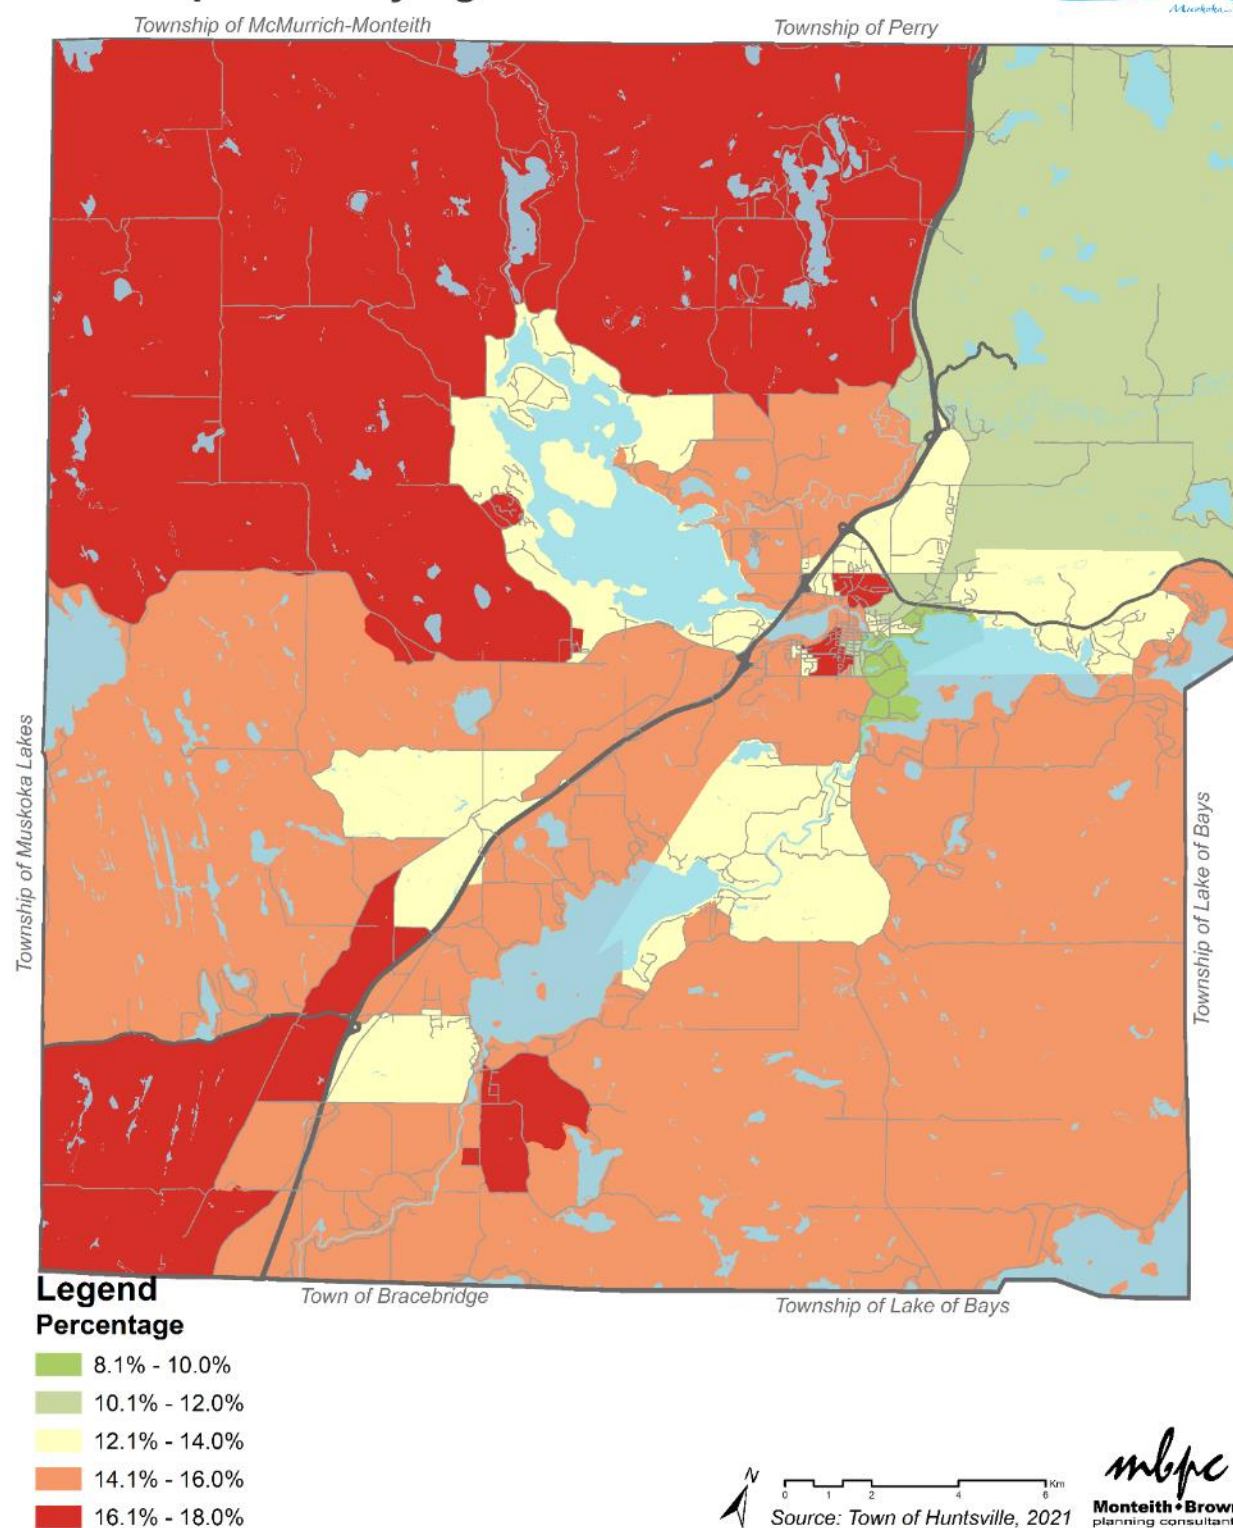 Muskoka
Township of McMurrich-Monteith
Township of Perry
Township of Muskoka Lakes
Township of Lake of Bays
Legend
Town of Bracebridge
Township of Lake of Bays
Percentage
8.1% - 10.0%
10.1% - 12.0%
12.1% - 14.0%
14.1% - 16.0%
16.1% - 18.0%
N
0 1 2 4 6 Km
Source: Town of Huntsville, 2021
mbpc
Monteith♦Brown
planning consultant